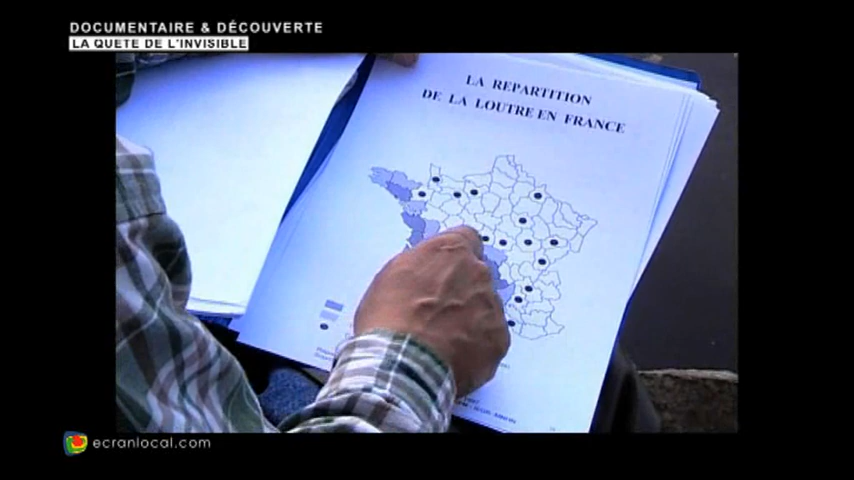 DOCUMENTAIRE & DÉCOUVERTE
LA QUETE DE L'INVISIBLE
LA REPARTITION
DE LA LOUTRE EN FRANCE
ecranlocal.com